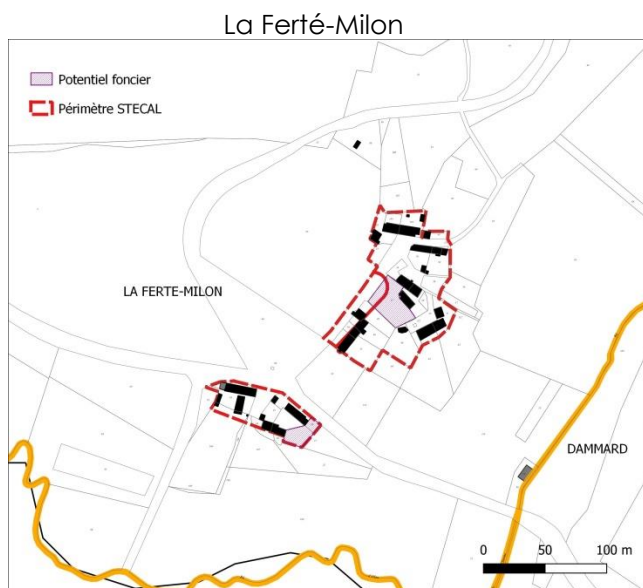 La Ferté-Milon
Potentiel foncier
Périmètre STECAL
LA FERTE-MILON
DAMMARD
0 50 100 m